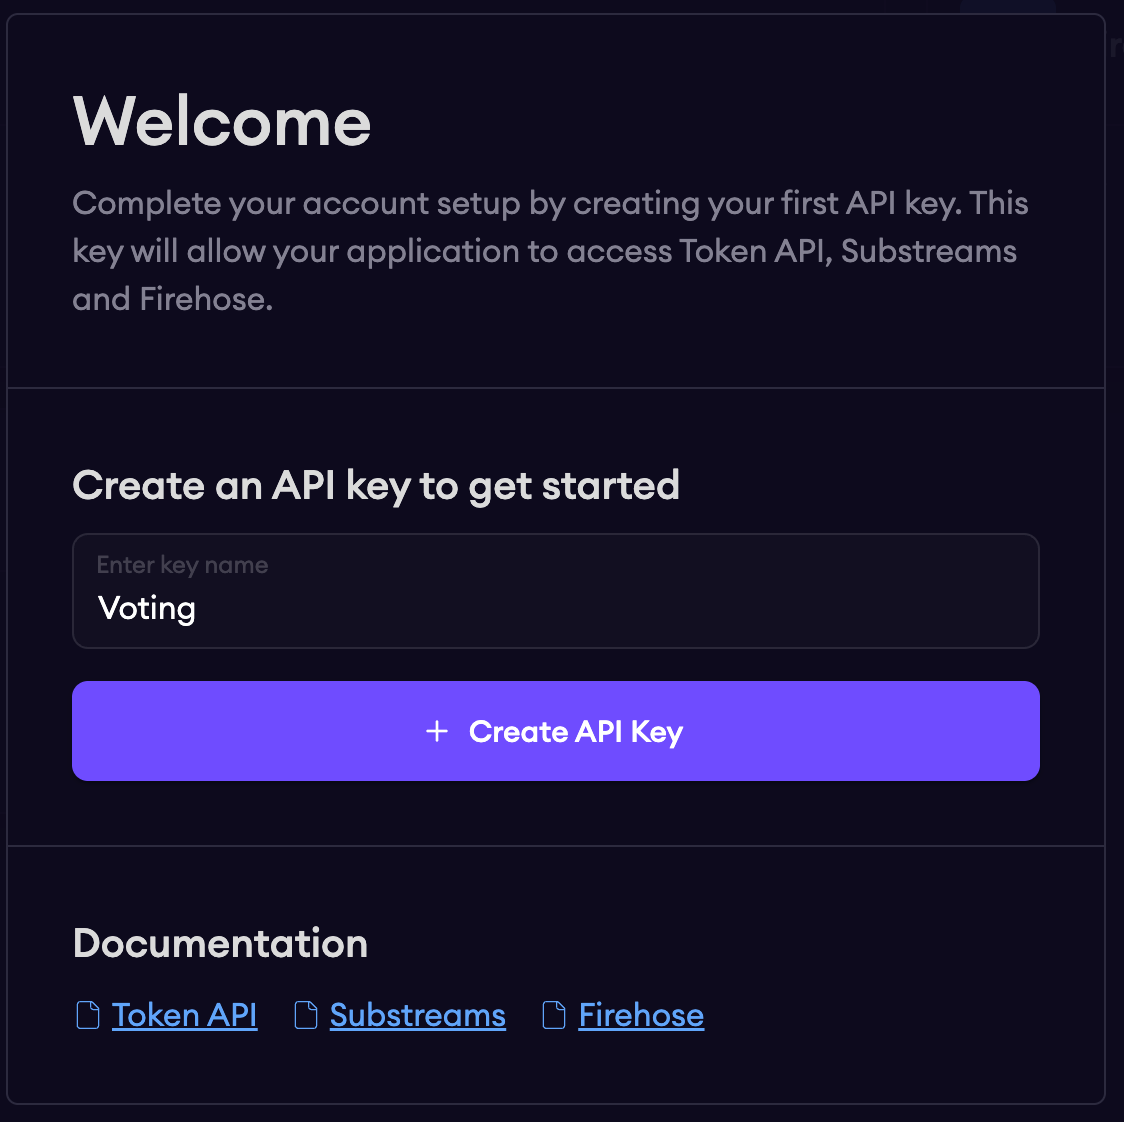 Welcome
Complete your account setup by creating your first API key. This
key will allow your application to access Token API, Substreams
and Firehose.
Create an API key to get started
Enter key name
Voting
+ Create API Key
Documentation
Token API Substreams Firehose